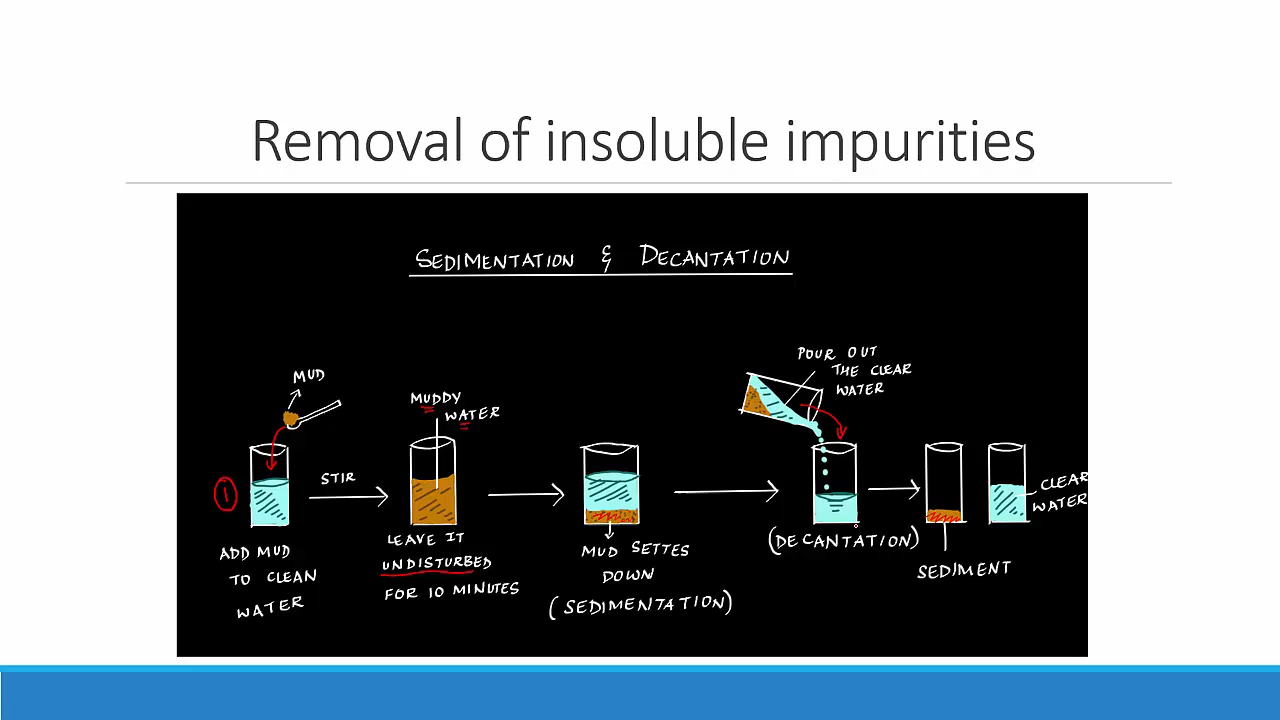 Removal of insoluble impurities
SEDIMENTATION & DECANTATION
MUD
1
ADD MUD
TO CLEAN
WATER
STIR
MUDDY
WATER
LEAVE IT
UNDISTURBED
FOR 10 MINUTES
MUD SETTES
DOWN
(SEDIMENTATION)
POUR OUT
THE CLEAR
WATER
(DECANTATION)
SEDIMENT
CLEAR
WATER